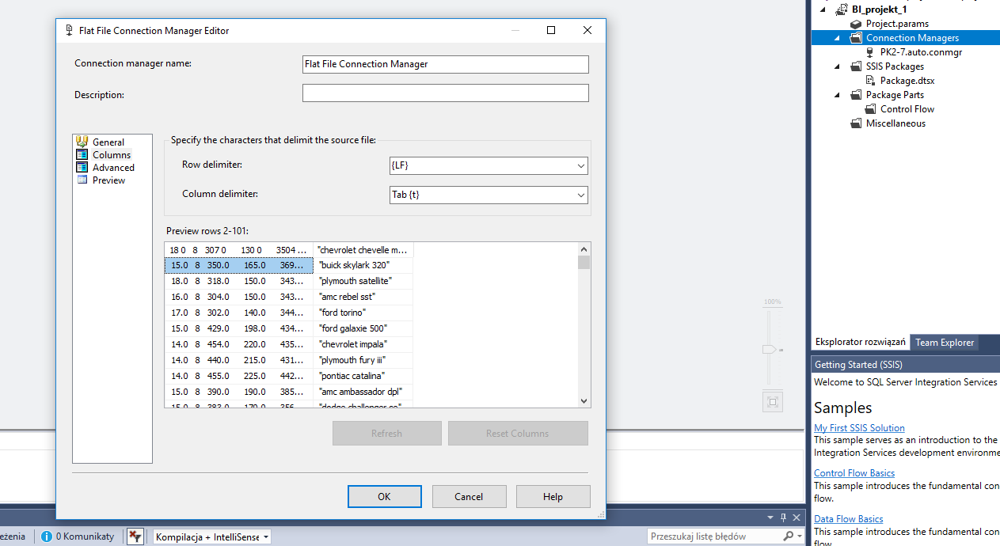 Flat File Connection Manager Editor
Connection manager name:
Flat File Connection Manager
Description:
General
Columns
Advanced
Preview
Specify the characters that delimit the source file:
Row delimiter:
{LF}
Column delimiter:
Tab {t}
Preview rows 2-101:
18 0 8 307 0 130 0 3504 ... "chevrolet chevelle m...
15.0 8 350.0 165.0 369... "buick skylark 320"
18.0 8 318.0 150.0 343... "plymouth satellite"
16.0 8 304.0 150.0 343... "amc rebel sst"
17.0 8 302.0 140.0 344... "ford torino"
15.0 8 429.0 198.0 434... "ford galaxie 500"
14.0 8 454.0 220.0 435... "chevrolet impala"
14.0 8 440.0 215.0 431... "plymouth fury iii"
14.0 8 455.0 225.0 442... "pontiac catalina"
15.0 8 390.0 190.0 385... "amc ambassador dpl"
15.0 8 383.0 170.0 356... "dodge challenger se"
Refresh
Reset Columns
OK
Cancel
Help
100%
BI_projekt_1
Project.params
Connection Managers
PK2-7.auto.conmgr
SSIS Packages
Package.dtsx
Package Parts
Control Flow
Miscellaneous
Eksplorator rozwiązań
Team Explorer
Getting Started (SSIS)
Welcome to SQL Server Integration Services
Samples
My First SSIS Solution
This sample serves as an introduction to the
Integration Services development environme
Control Flow Basics
This sample introduces the fundamental con
flow.
Data Flow Basics
This sample introduces the fundamental con
flow
eżenia
0 Komunikaty
Kompilacja + IntelliSense
Przeszukaj listę błędów